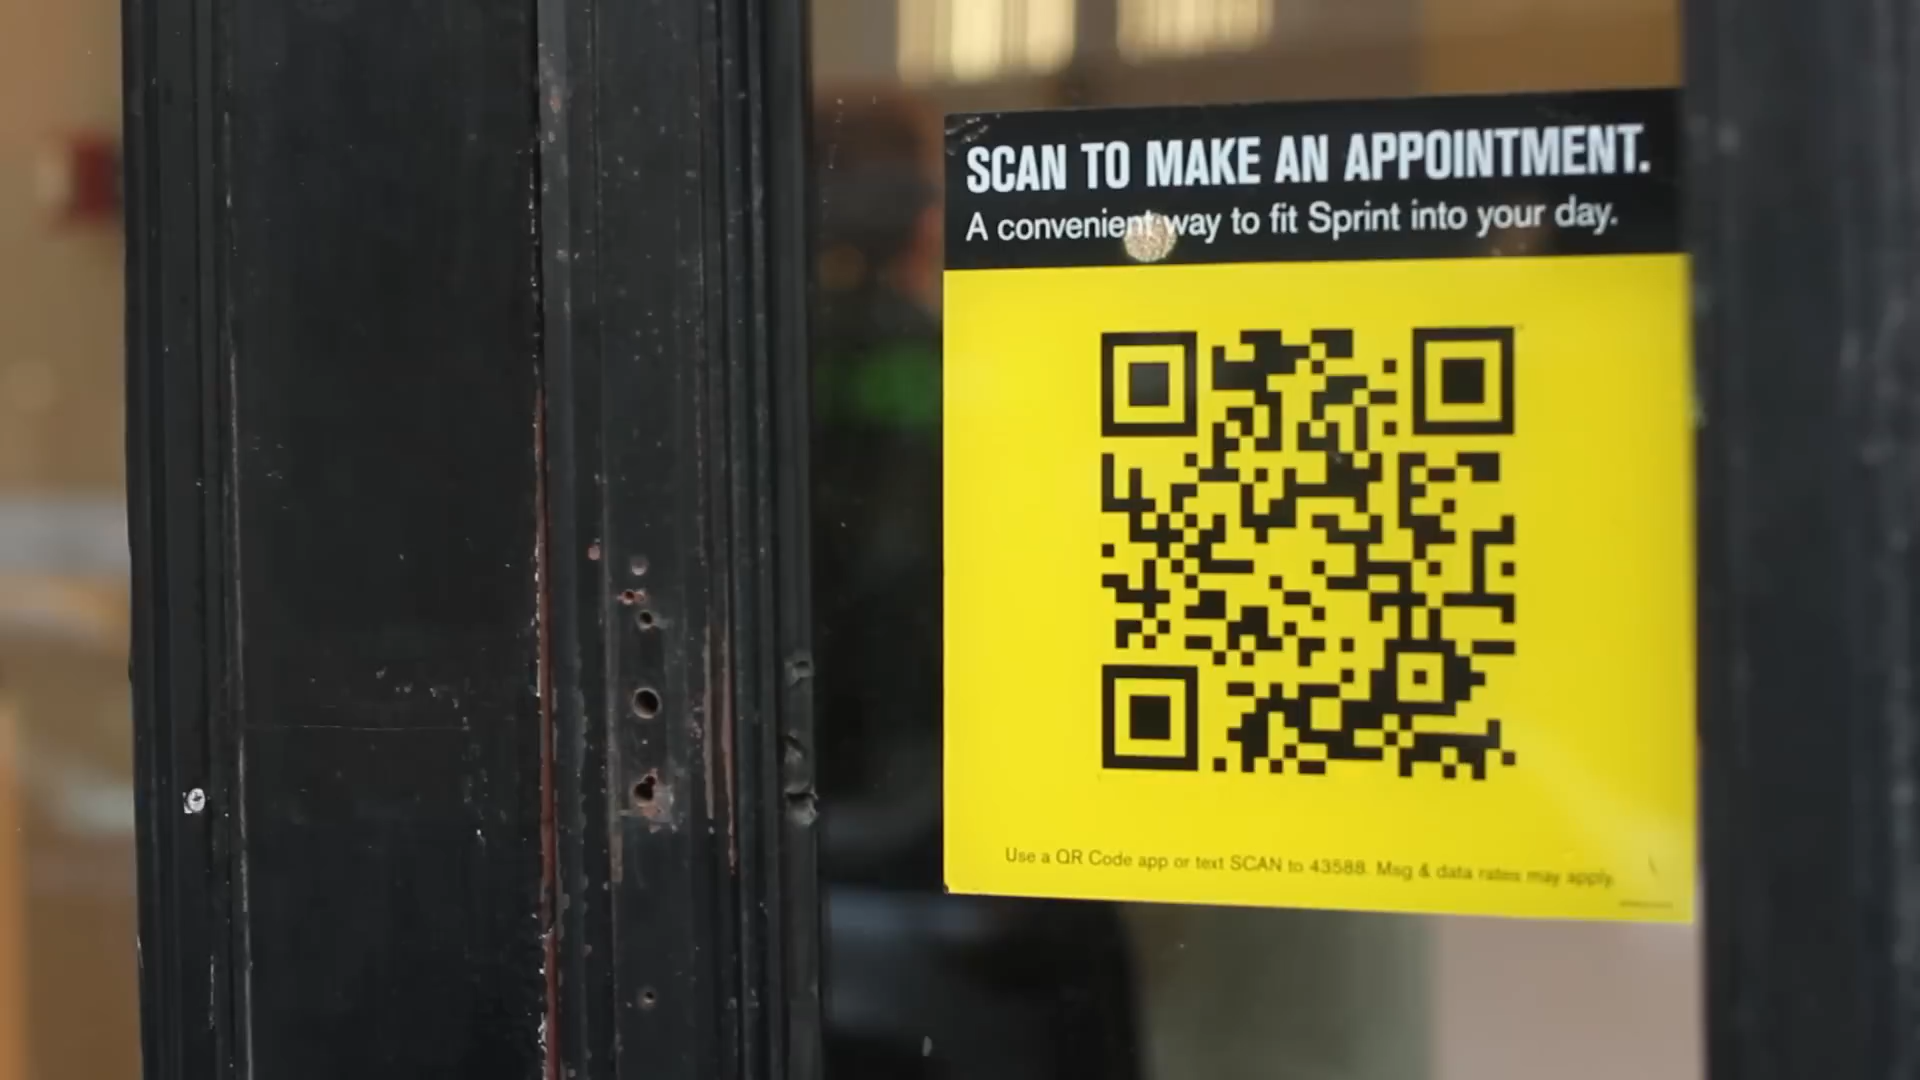 SCAN TO MAKE AN APPOINTMENT.
A convenient way to fit Sprint into your day.
Use a QR Code app or text SCAN to 43588. Msg & data rates may apply.